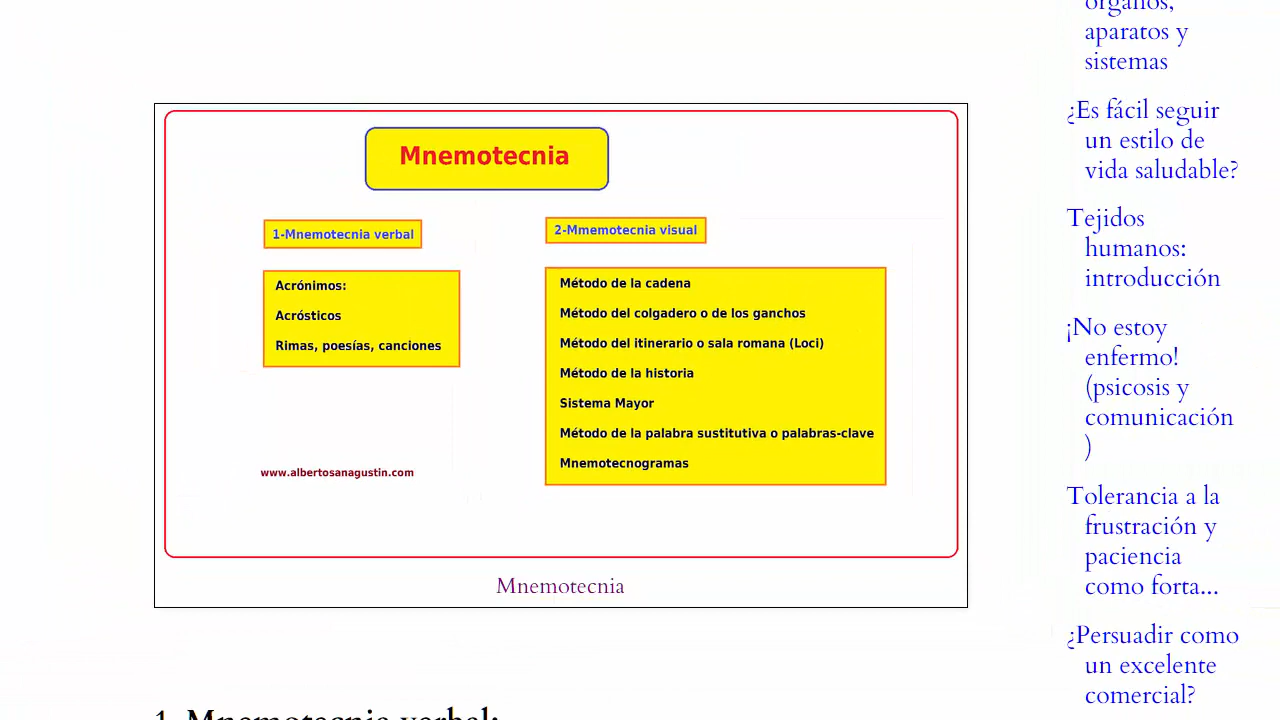 Mnemotecnia
1-Mnemotecnia verbal
Acrónimos:
Acrósticos
Rimas, poesías, canciones
www.albertosanagustin.com
2-Mmemotecnia visual
Método de la cadena
Método del colgadero o de los ganchos
Método del itinerario o sala romana (Loci)
Método de la historia
Sistema Mayor
Método de la palabra sustitutiva o palabras-clave
Mnemotecnogramas
Mnemotecnia
1. Mnemotecnia verbal:
órganos,
aparatos y
sistemas
¿Es fácil seguir
un estilo de
vida saludable?
Tejidos
humanos:
introducción
¡No estoy
enfermo!
(psicosis y
comunicación
)
Tolerancia a la
frustración y
paciencia
como forta...
¿Persuadir como
un excelente
comercial?